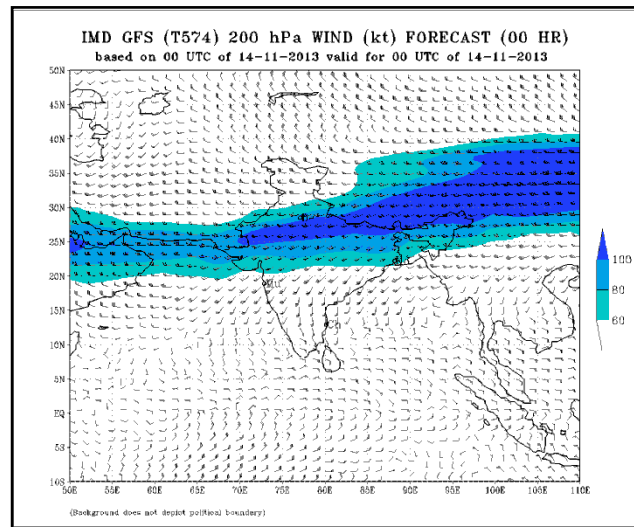 IMD GFS (T574) 200 hPa WIND (kt) FORECAST (00 HR)
based on 00 UTC of 14-11-2013 valid for 00 UTC of 14-11-2013
50N
45N
40N
35N
30N
25N
20N
15N
10N
5N
EQ
5S
10S
50E 55E 60E 65E 70E 75E 80E 85E 90E 95E 100E 105E 110E
100
80
60
(Background does not depict political boundery)